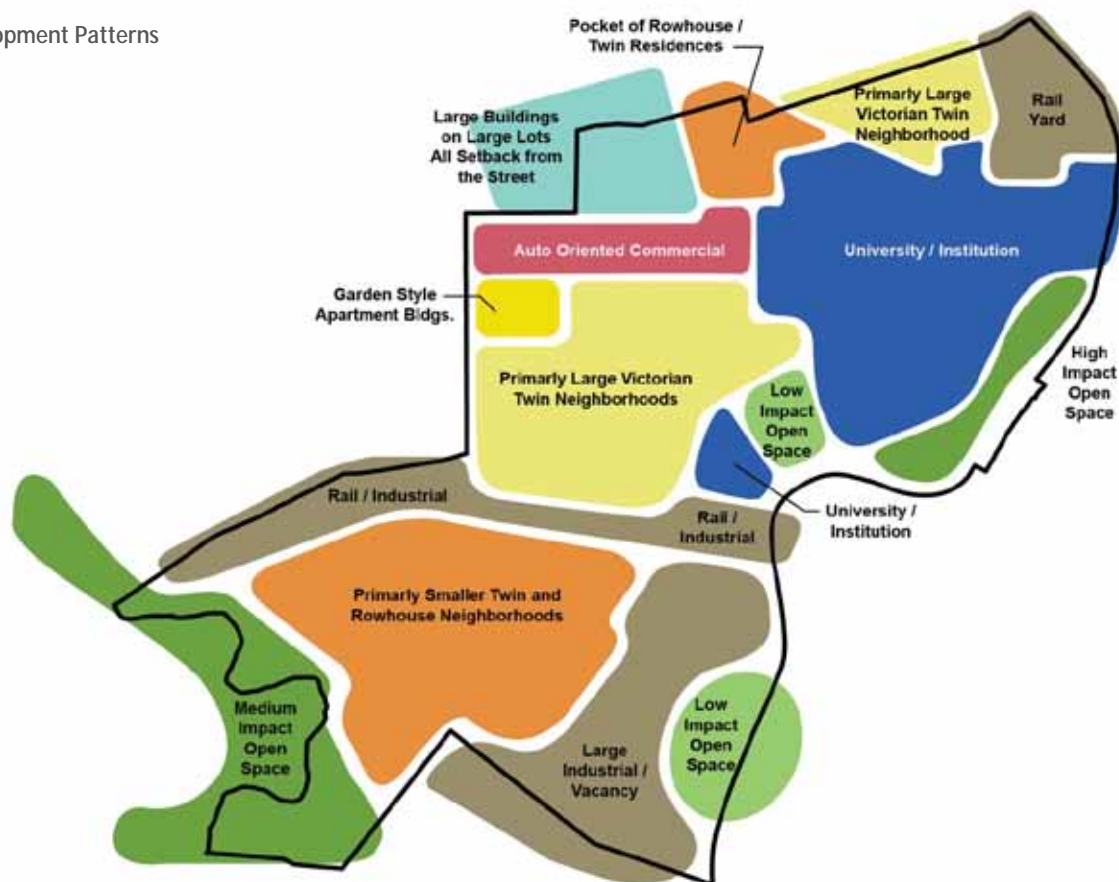 opment Patterns
Pocket of Rowhouse /
Twin Residences
Large Buildings
on Large Lots
All Setback from
the Street
Primarly Large
Victorian Twin
Neighborhood
Rail
Yard
Auto Oriented Commercial
University / Institution
Garden Style
Apartment Bldgs.
Primarly Large Victorian
Twin Neighborhoods
Low
Impact
Open
Space
High
Impact
Open
Space
Rail / Industrial
Rail /
Industrial
University /
Institution
Primarly Smaller Twin and
Rowhouse Neighborhoods
Medium
Impact
Open
Space
Large
Industrial /
Vacancy
Low
Impact
Open
Space